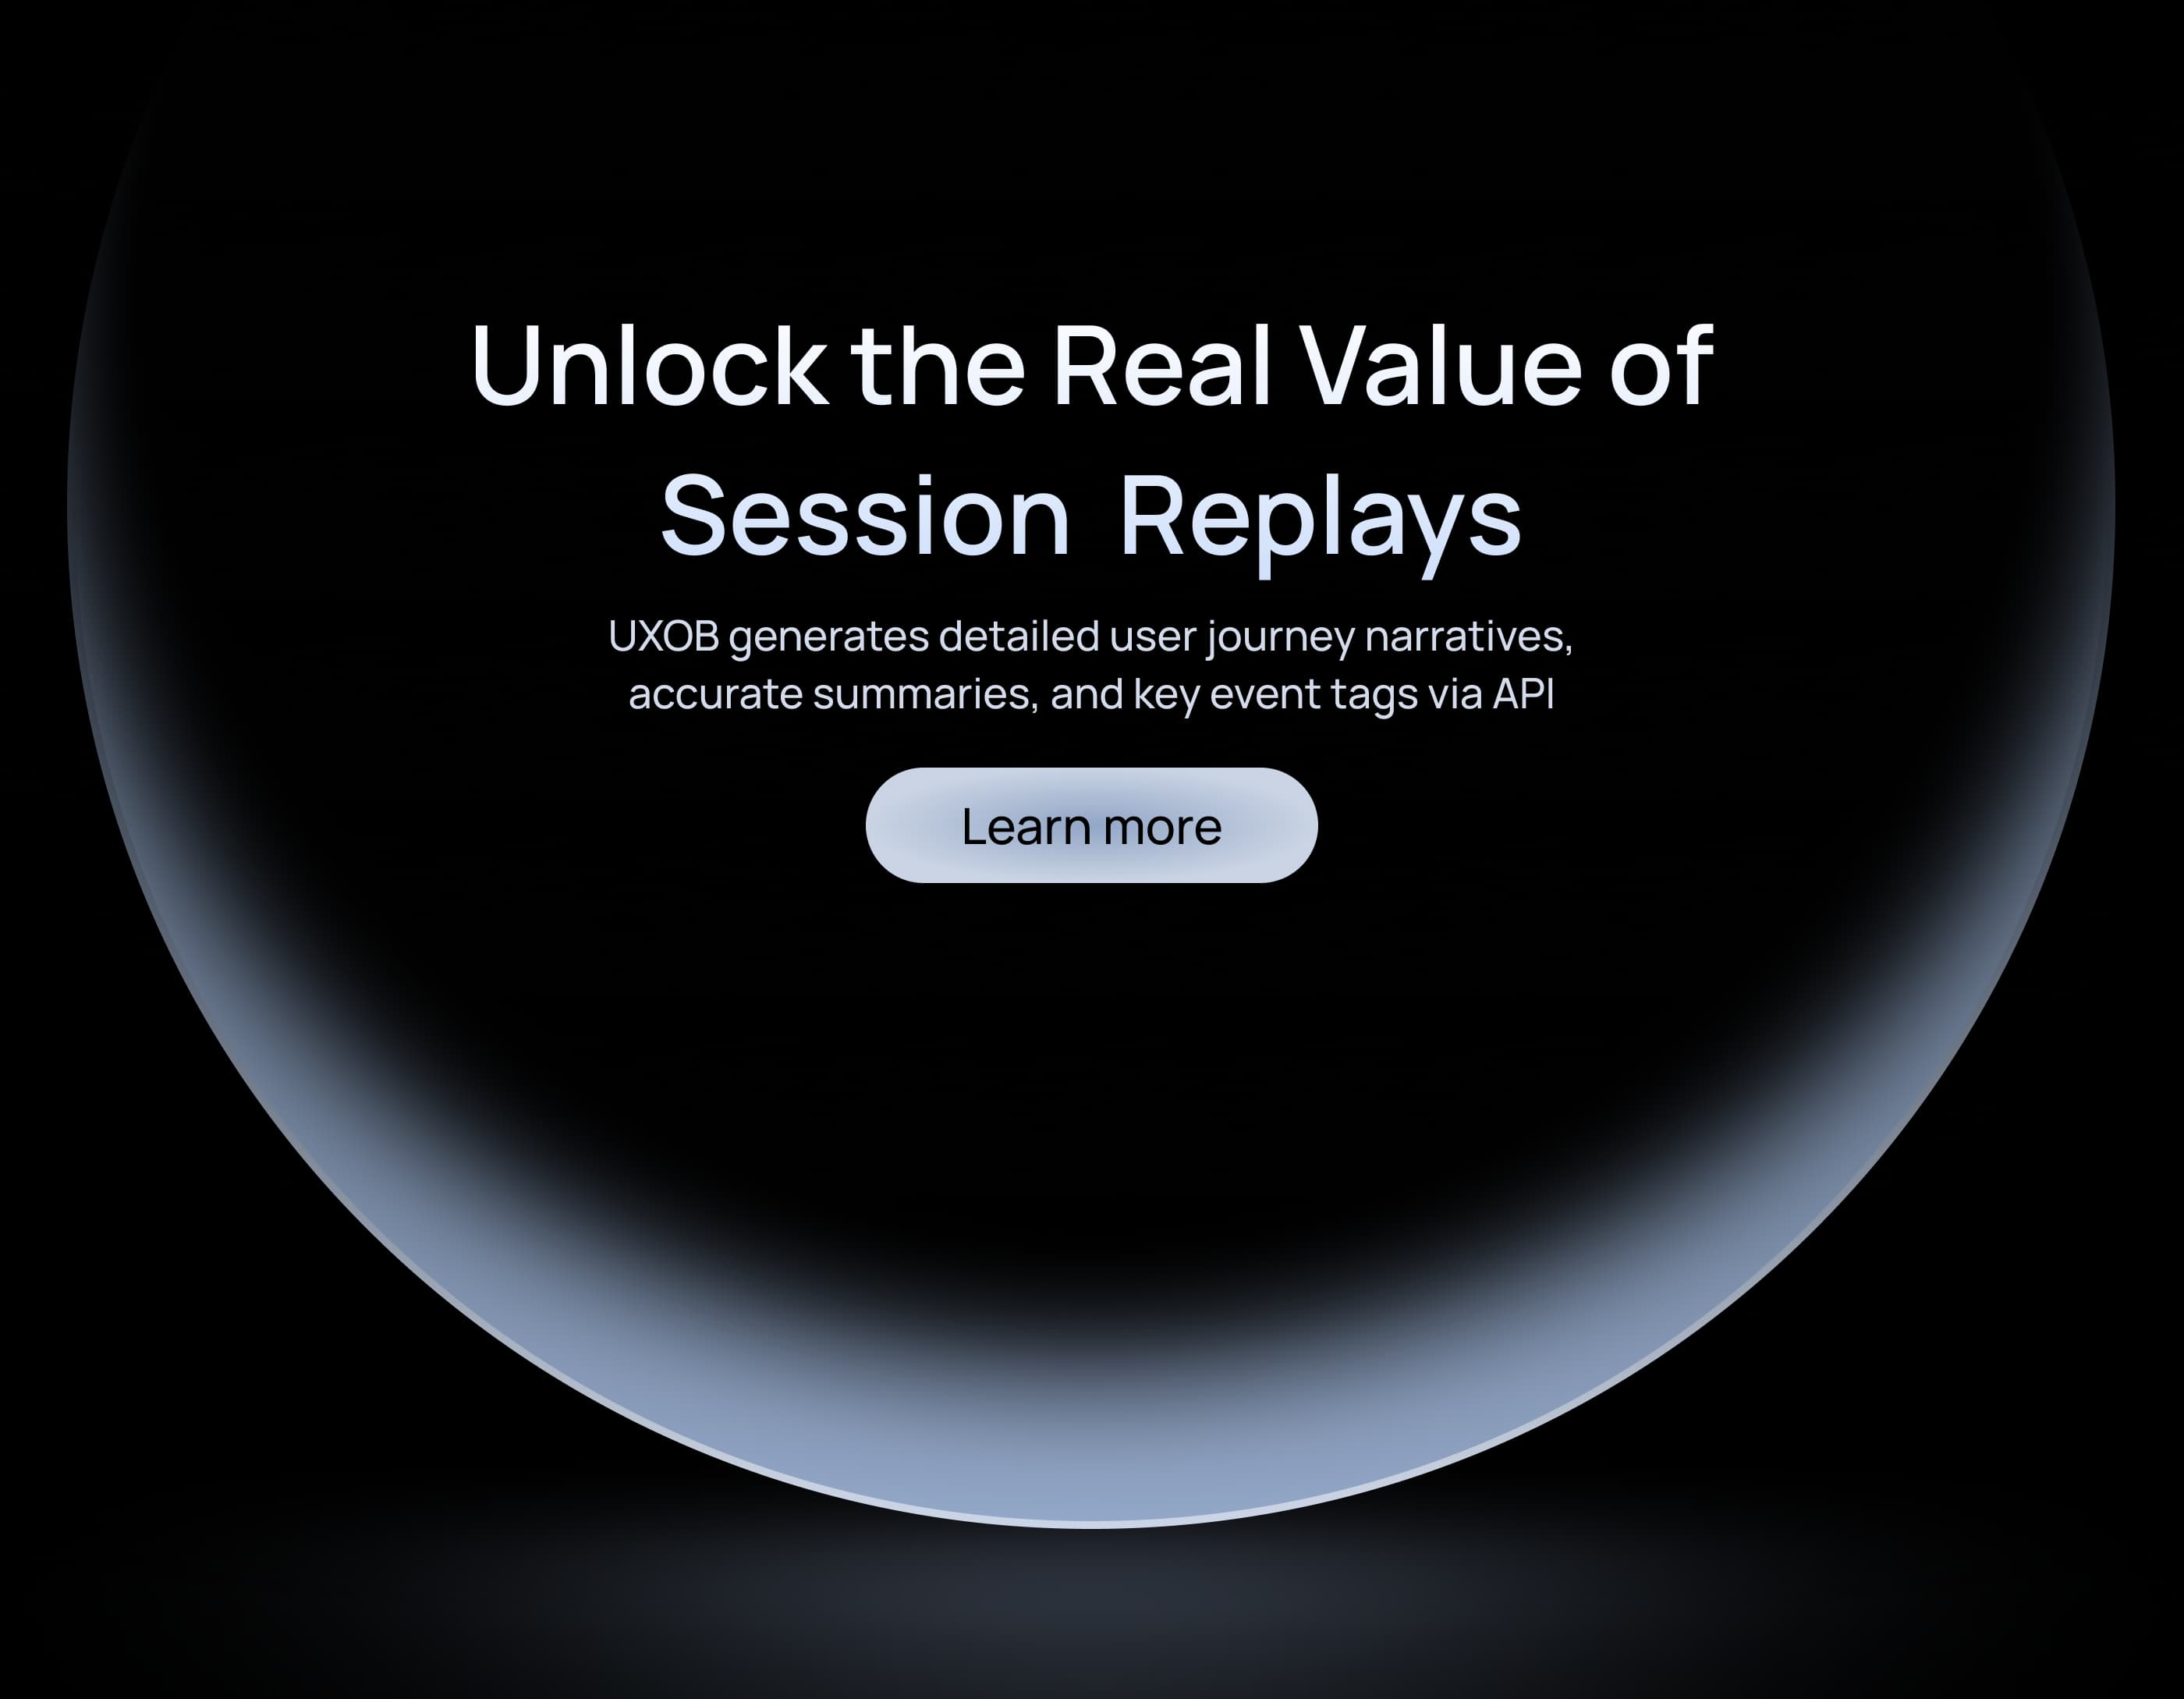 Unlock the Real Value of
Session  Replays
UXOB generates detailed user journey narratives,
accurate summaries, and key event tags via API
Learn more